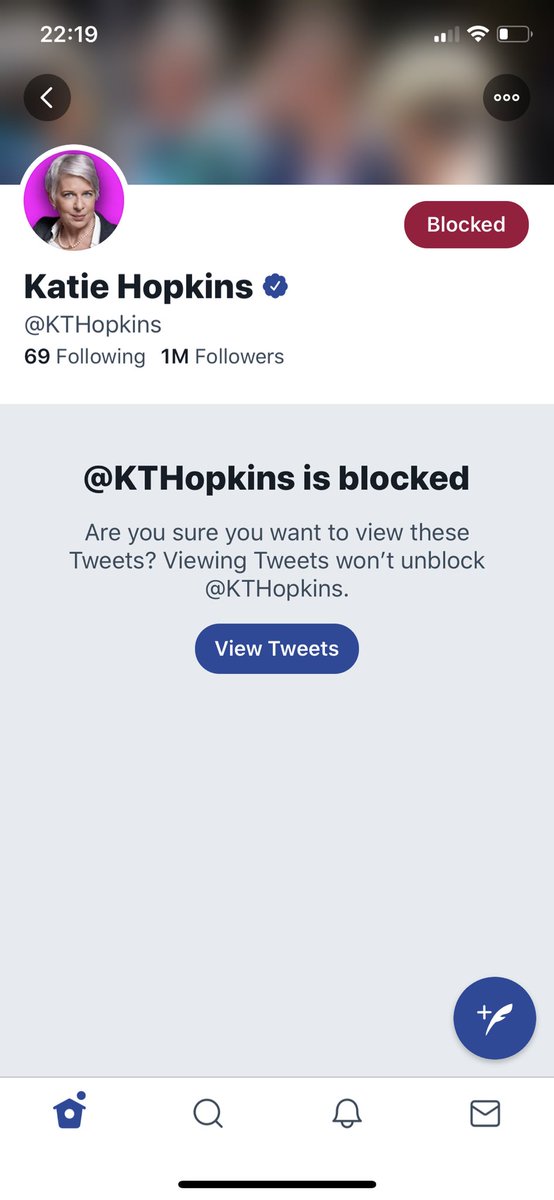 22:19
Blocked
Katie Hopkins
@KTHopkins
69 Following 1M Followers
@KTHopkins is blocked
Are you sure you want to view these
Tweets? Viewing Tweets won’t unblock
@KTHopkins.
View Tweets